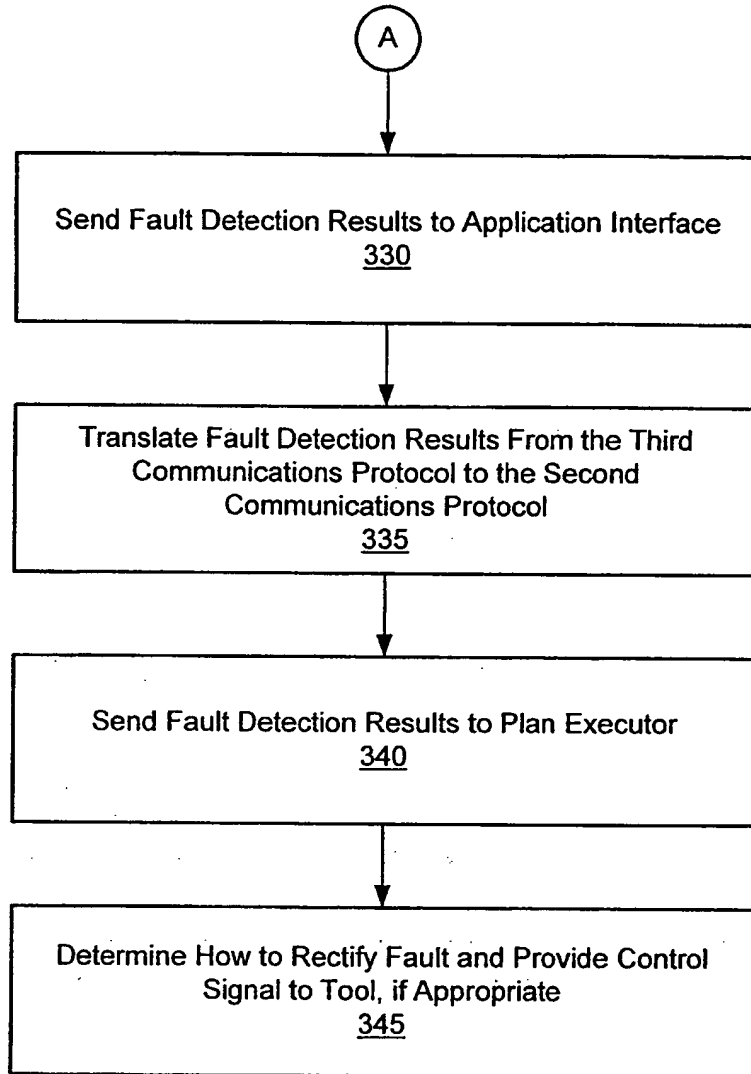 A
Send Fault Detection Results to Application Interface
330
Translate Fault Detection Results From the Third
Communications Protocol to the Second
Communications Protocol
335
Send Fault Detection Results to Plan Executor
340
Determine How to Rectify Fault and Provide Control
Signal to Tool, if Appropriate
345